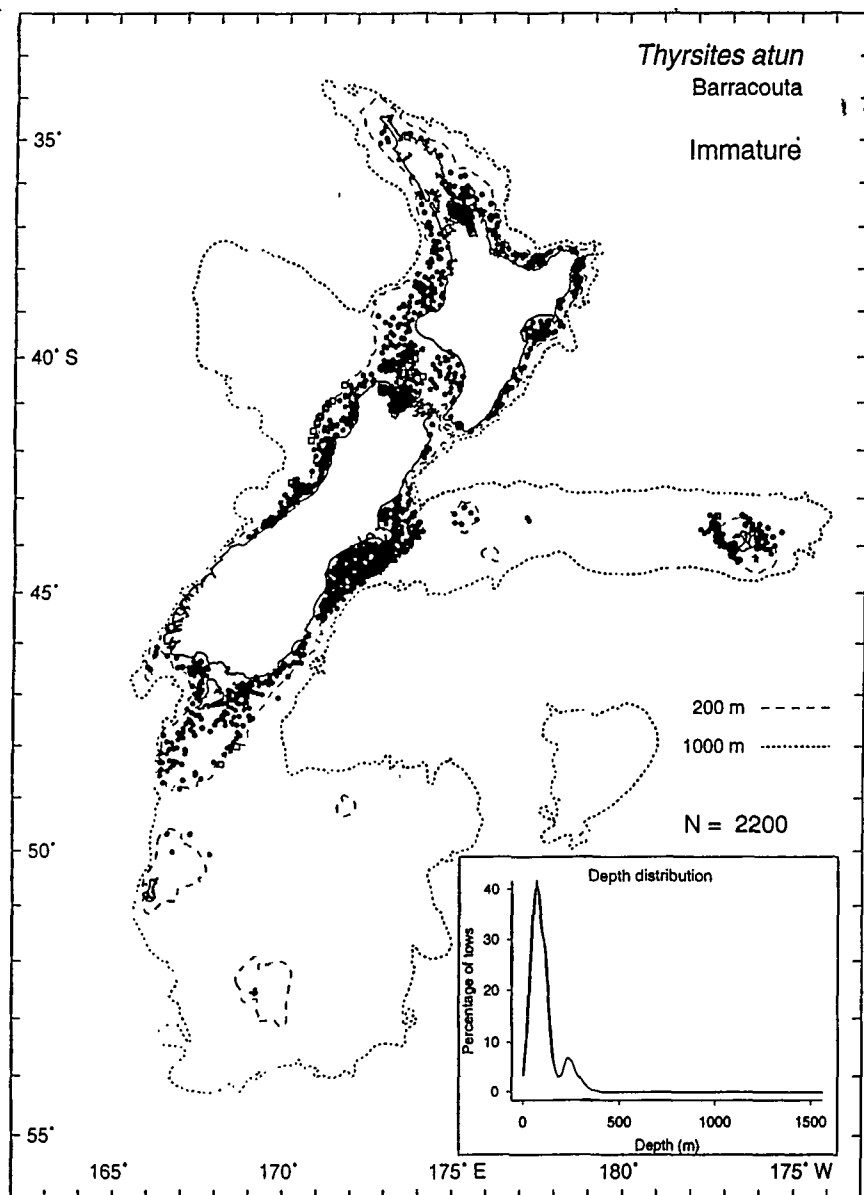 Thyrsites atun
Barracouta
Immature
35°
40° S
45°
50°
55°
200 m
1000 m
N = 2200
Depth distribution
Percentage of tows
40
30
20
10
0
0 500 1000 1500
Depth (m)
165° 170° 175° E 180° 175° W